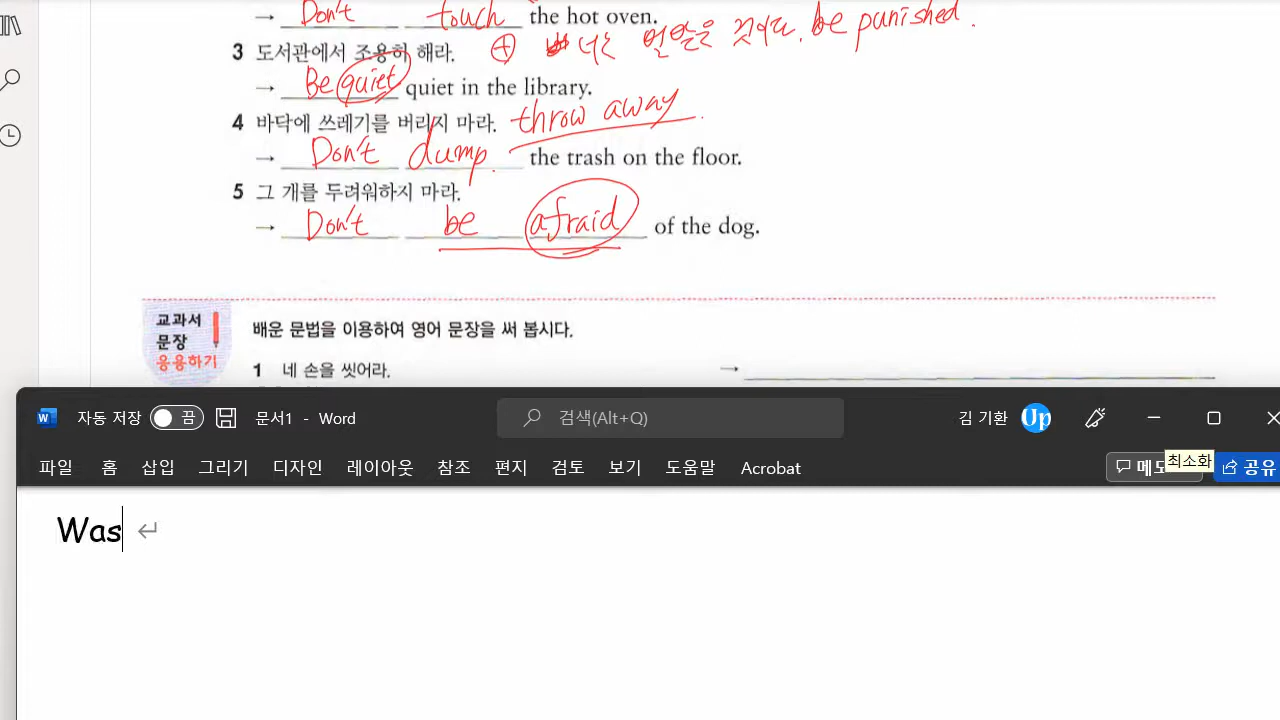 → Don't touch the hot oven.
3 도서관에서 조용히 해라. ⊕ 너는 벌받을 것이다. be punished.
→ Be quiet quiet in the library.
4 바닥에 쓰레기를 버리지 마라. throw away.
→ Don't dump. the trash on the floor.
5 그 개를 두려워하지 마라.
→ Don't be afraid of the dog.
교과서
문장
응용하기
배운 문법을 이용하여 영어 문장을 써 봅시다.
1 네 손을 씻어라. →
자동 저장 끔 문서1 - Word 검색(Alt+Q) 김 기환 Up
파일 홈 삽입 그리기 디자인 레이아웃 참조 편지 검토 보기 도움말 Acrobat 메모 최소화 공유
Was